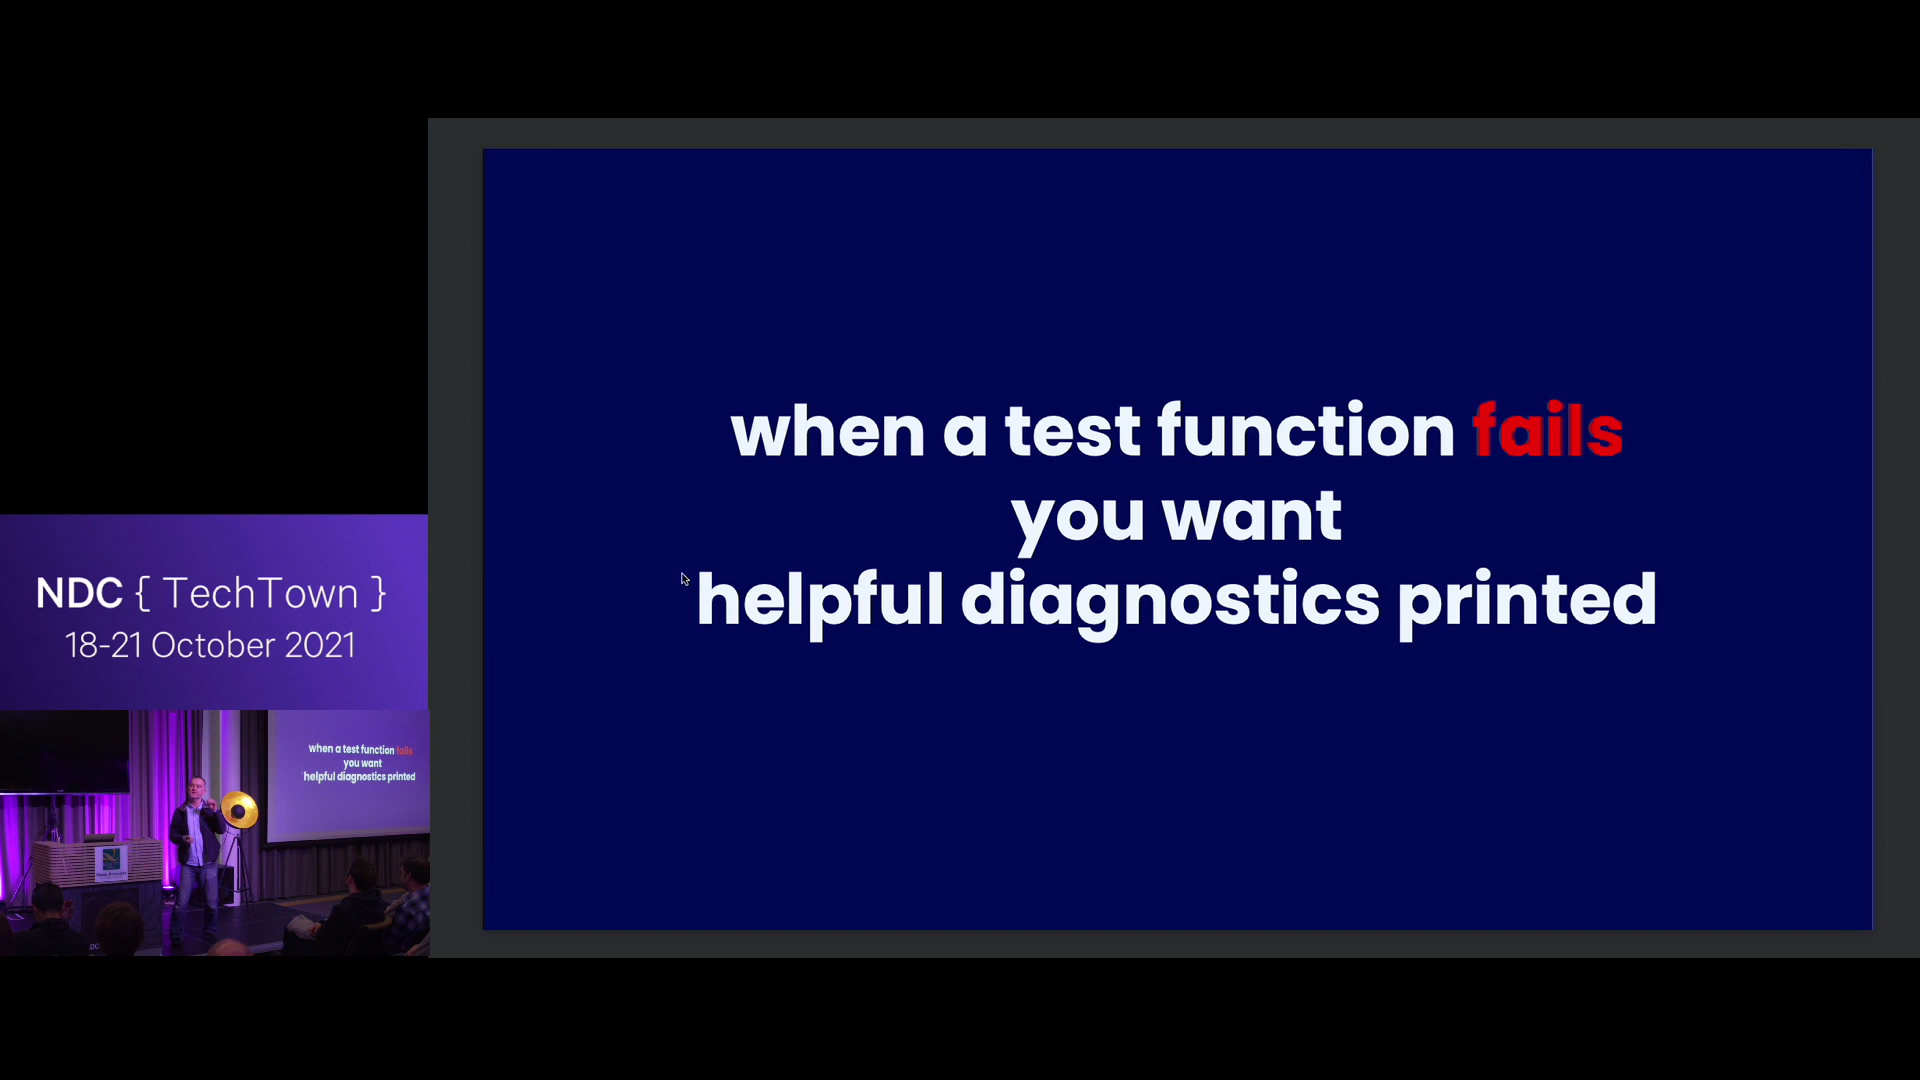 when a test function fails
you want
helpful diagnostics printed
NDC { TechTown }
18-21 October 2021
when a test function fails
you want
helpful diagnostics printed